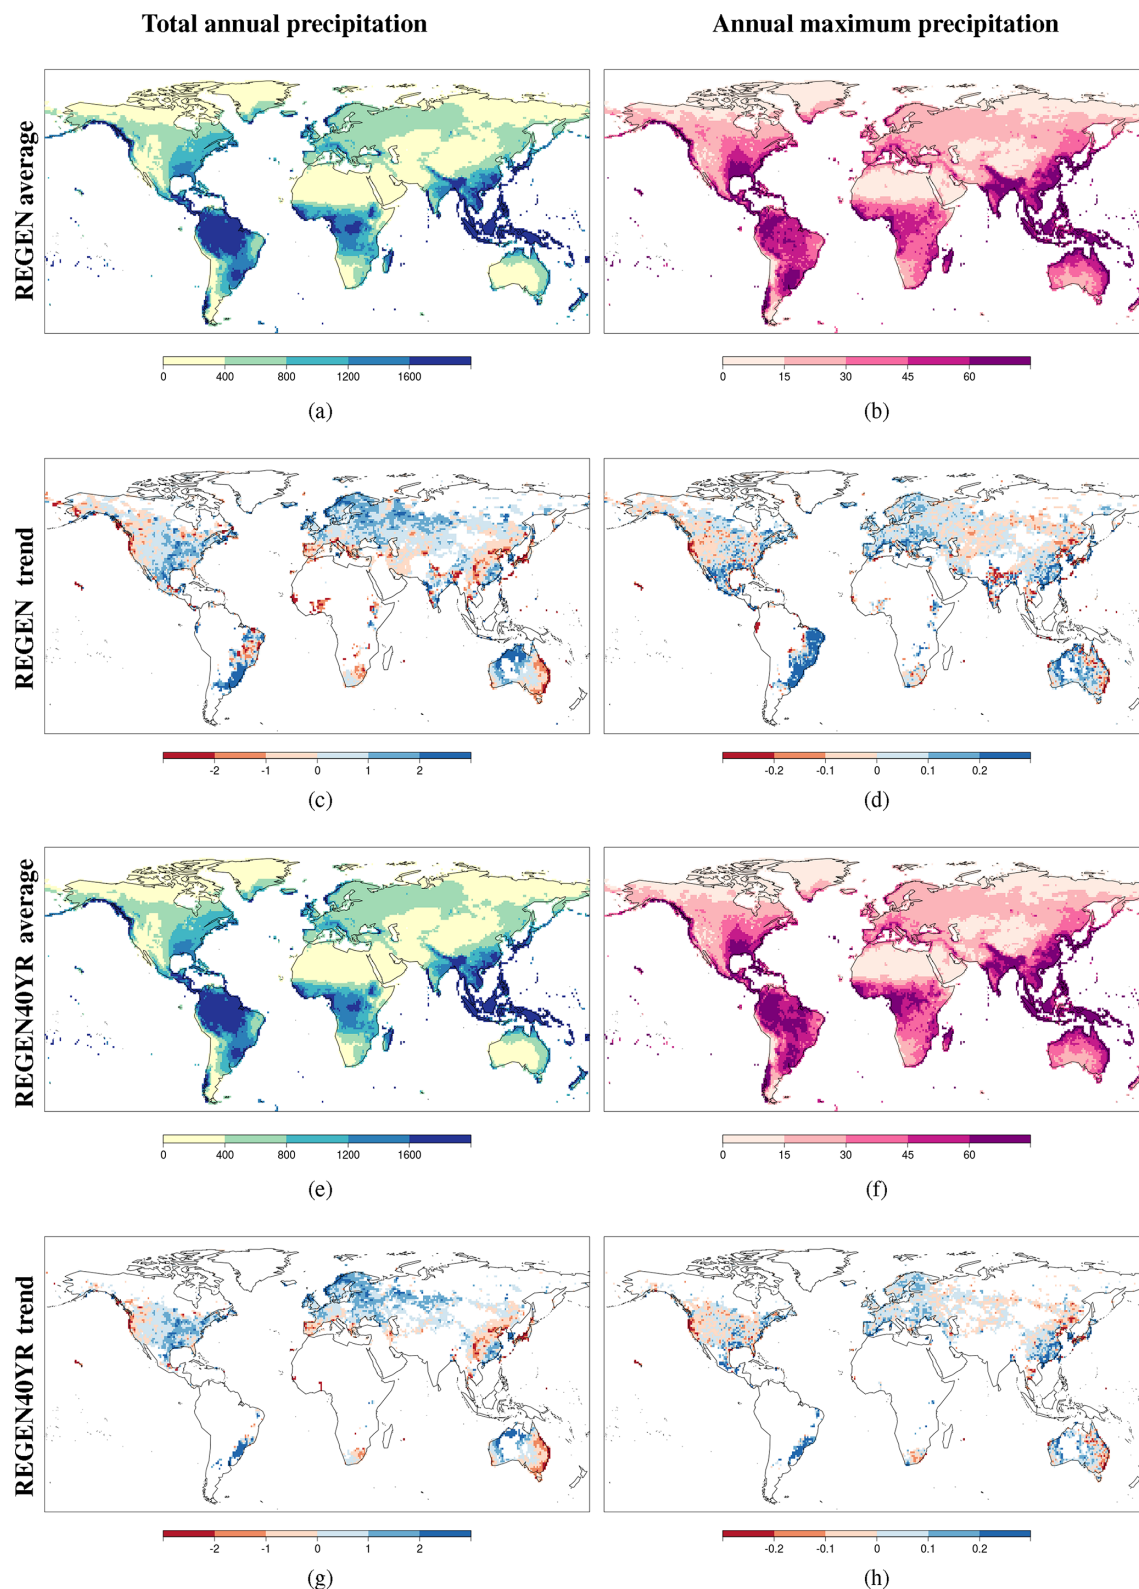 Total annual precipitation
Annual maximum precipitation
REGEN average
0 400 800 1200 1600
0 15 30 45 60
(a)
(b)
REGEN trend
-2 -1 0 1 2
-0.2 -0.1 0 0.1 0.2
(c)
(d)
REGEN40YR average
0 400 800 1200 1600
0 15 30 45 60
(e)
(f)
REGEN40YR trend
-2 -1 0 1 2
-0.2 -0.1 0 0.1 0.2
(g)
(h)